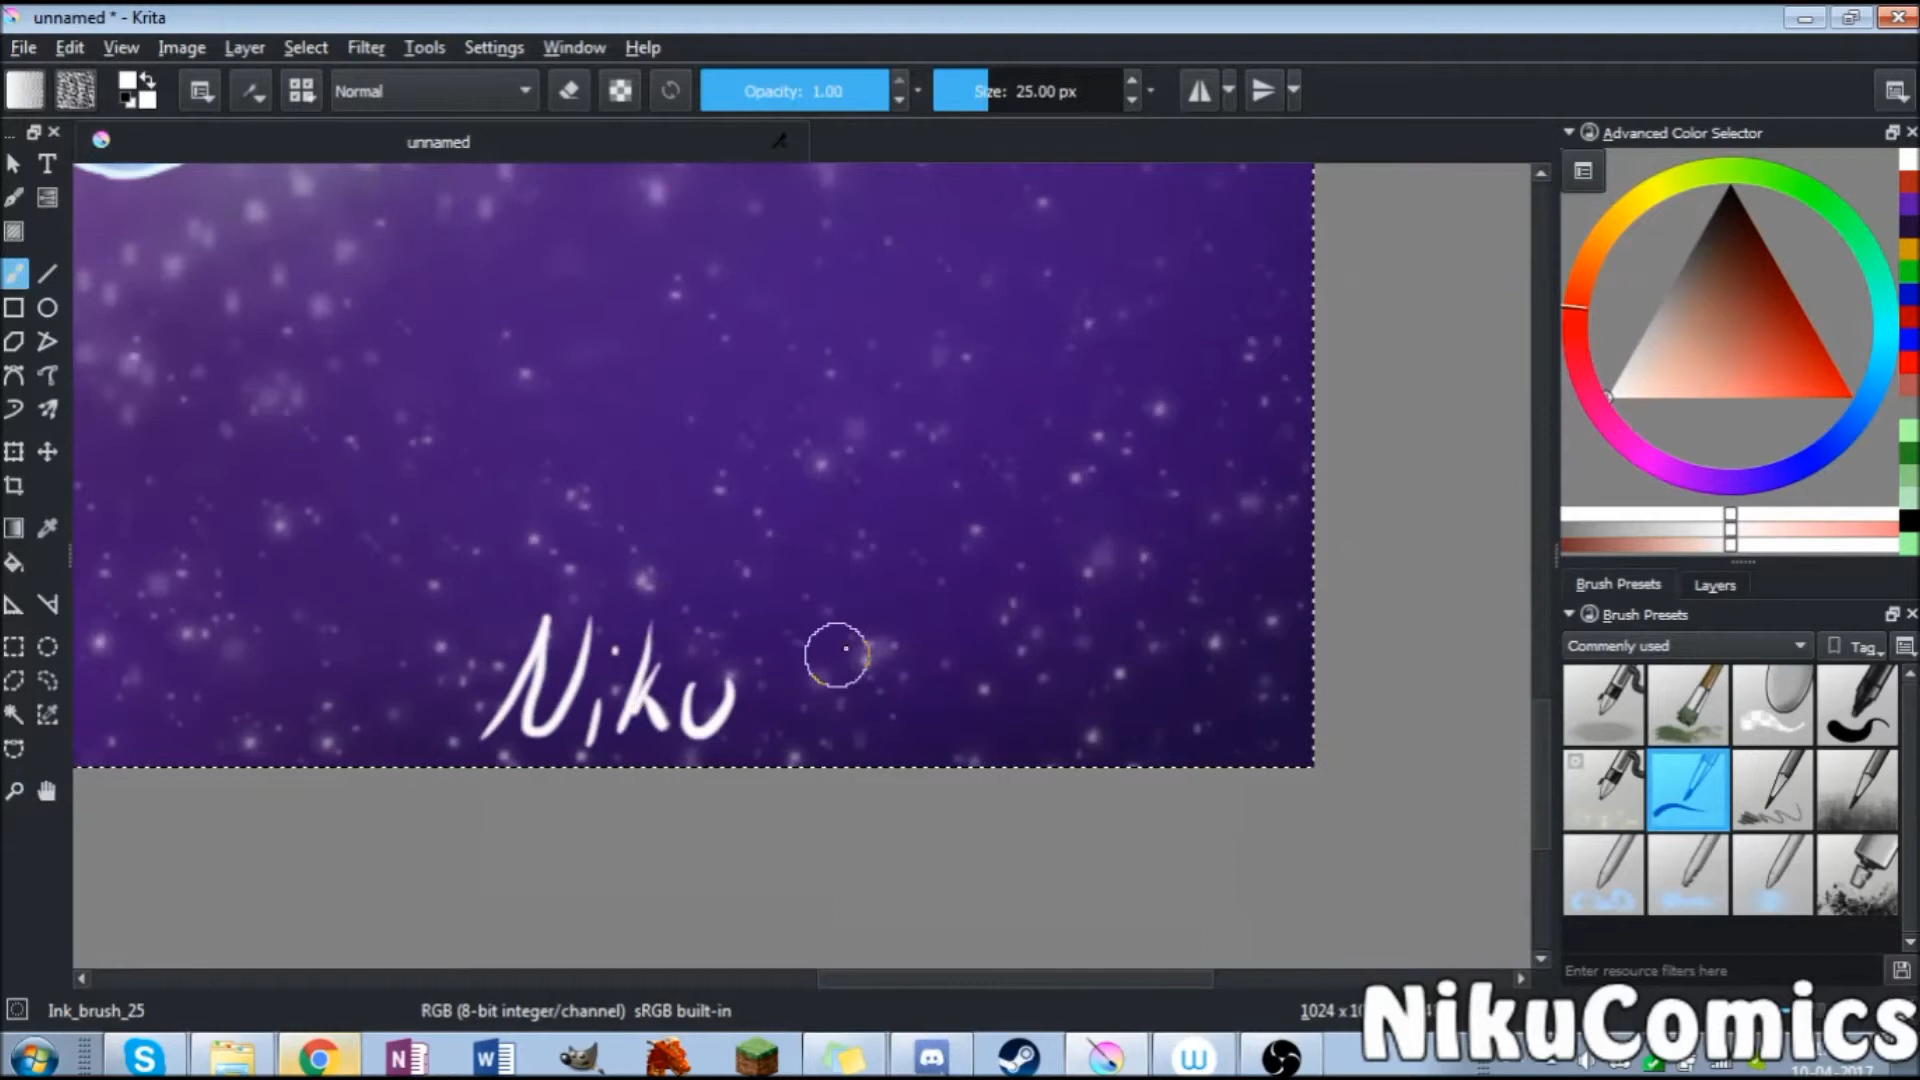 unnamed * - Krita
File Edit View Image Layer Select Filter Tools Settings Window Help
Normal
Opacity: 1.00
Size: 25.00 px
unnamed
Advanced Color Selector
Niku
Brush Presets Layers
Brush Presets
Commonly used
Tag
Enter resource filters here
Ink_brush_25
RGB (8-bit integer/channel) sRGB built-in
1024 x
NikuComics
10-04-2017